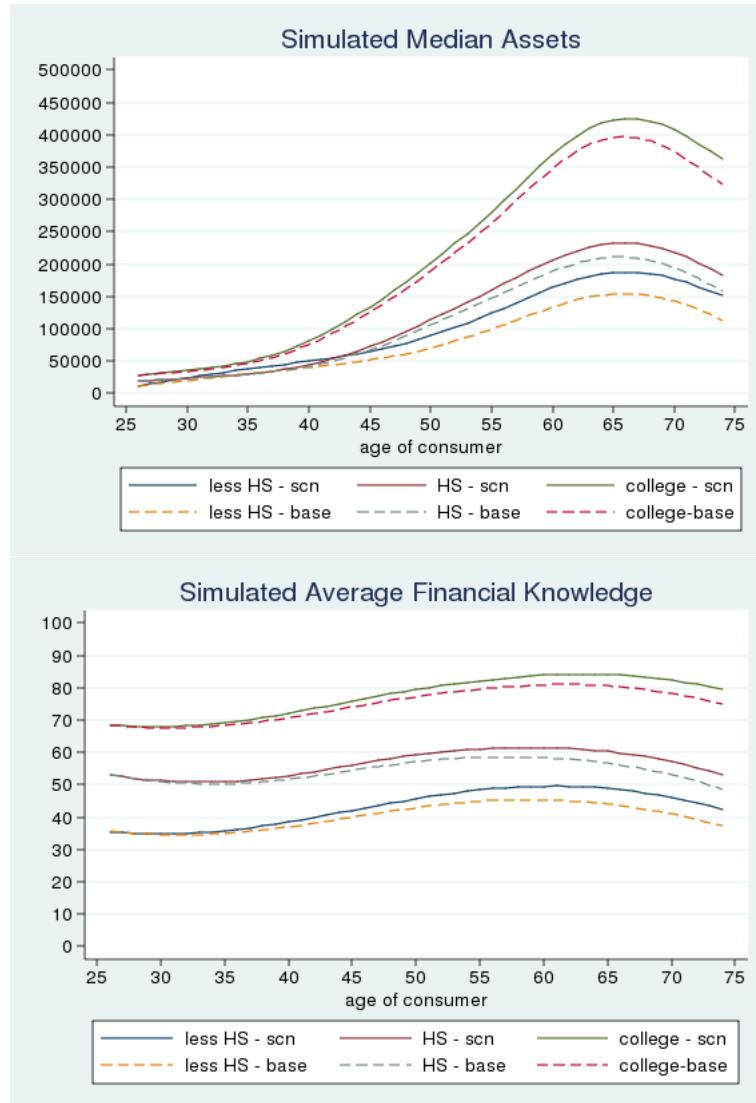 Simulated Median Assets
500000
450000
400000
350000
300000
250000
200000
150000
100000
50000
0
25 30 35 40 45 50 55 60 65 70 75
age of consumer
less HS - scn HS - scn college - scn
less HS - base HS - base college-base
Simulated Average Financial Knowledge
100
90
80
70
60
50
40
30
20
10
0
25 30 35 40 45 50 55 60 65 70 75
age of consumer
less HS - scn HS - scn college - scn
less HS - base HS - base college-base